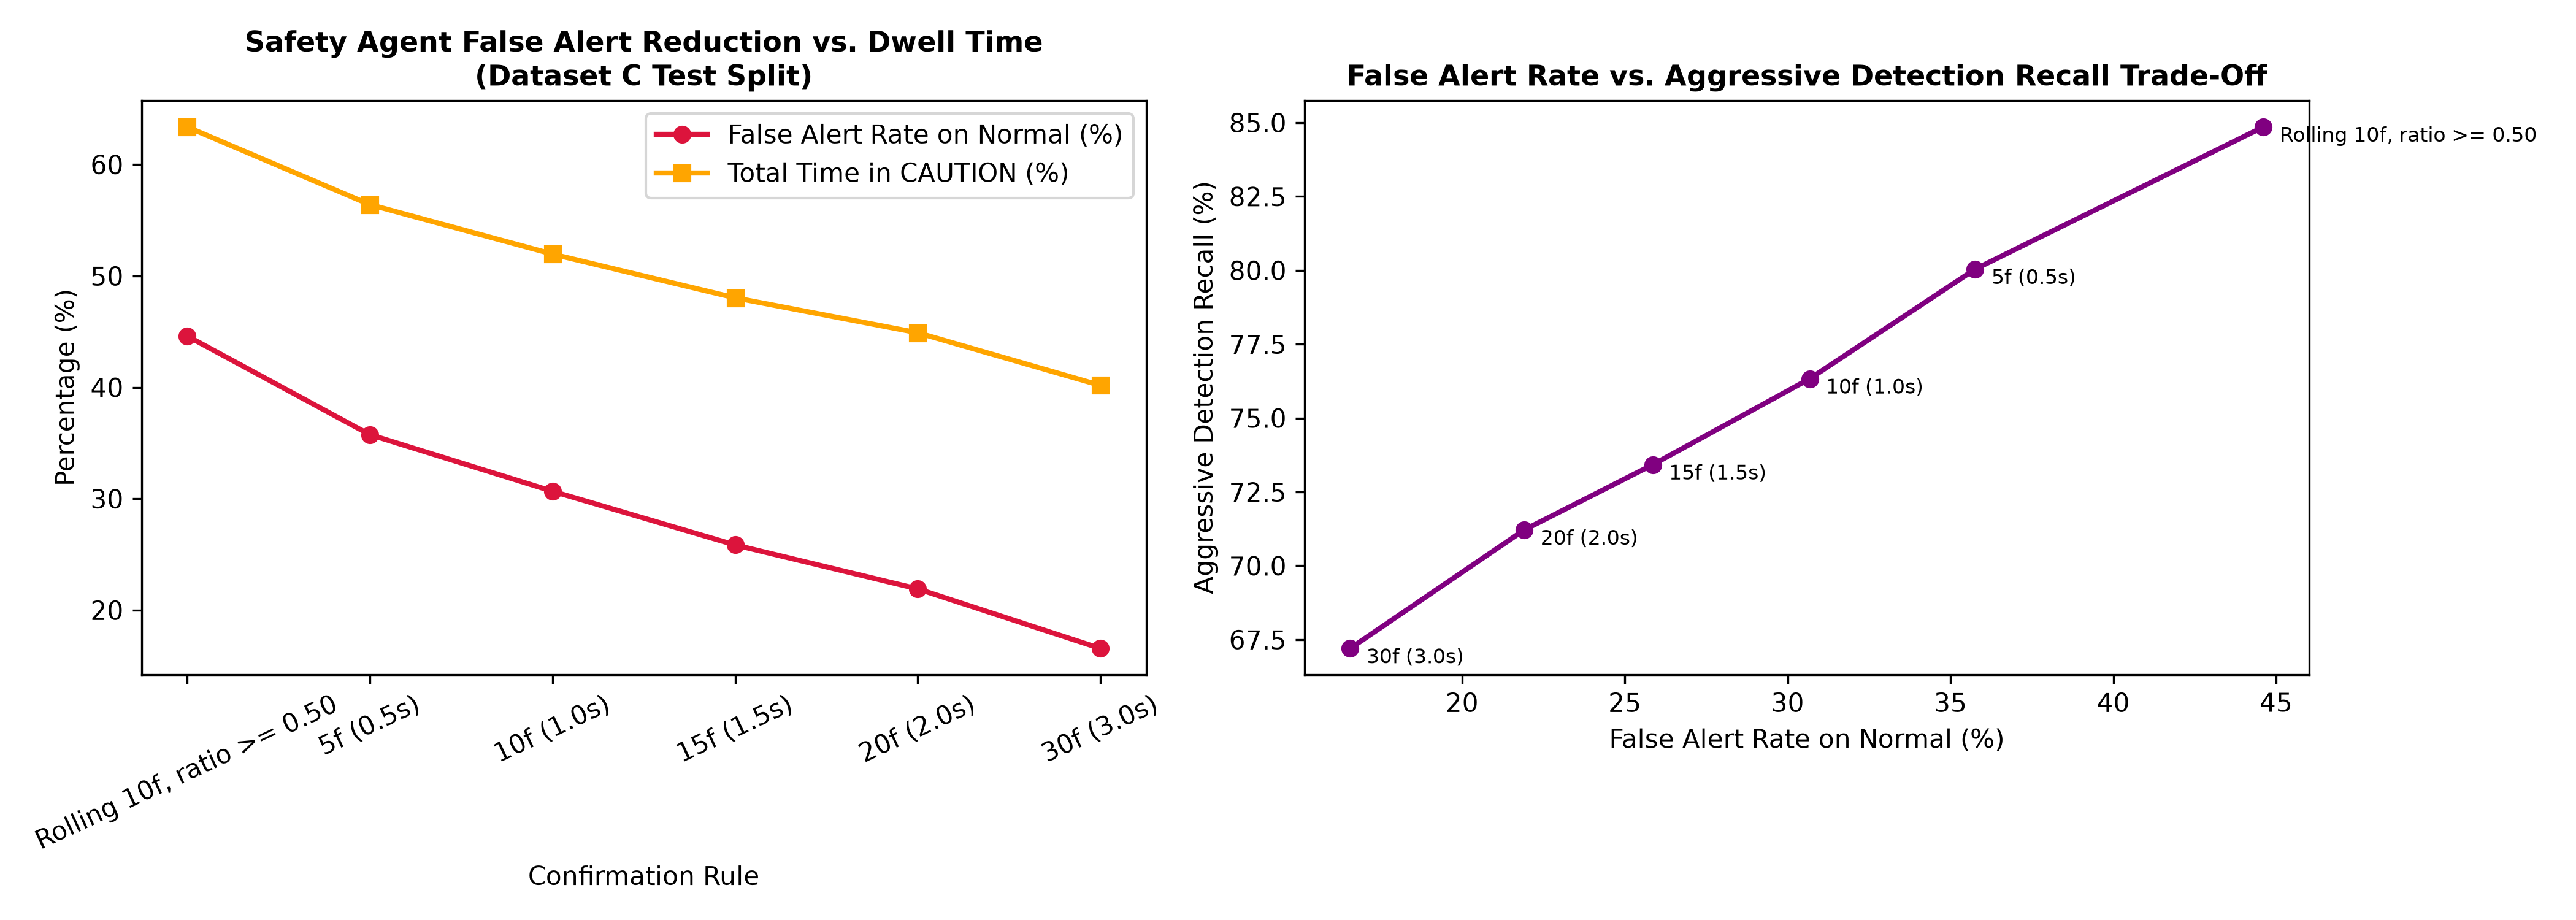 Safety Agent False Alert Reduction vs. Dwell Time
(Dataset C Test Split)
False Alert Rate on Normal (%)
Total Time in CAUTION (%)
Percentage (%)
60
50
40
30
20
Rolling 10f, ratio >= 0.50
5f (0.5s)
10f (1.0s)
15f (1.5s)
20f (2.0s)
30f (3.0s)
Confirmation Rule
False Alert Rate vs. Aggressive Detection Recall Trade-Off
Aggressive Detection Recall (%)
85.0
82.5
80.0
77.5
75.0
72.5
70.0
67.5
Rolling 10f, ratio >= 0.50
5f (0.5s)
10f (1.0s)
15f (1.5s)
20f (2.0s)
30f (3.0s)
20
25
30
35
40
45
False Alert Rate on Normal (%)